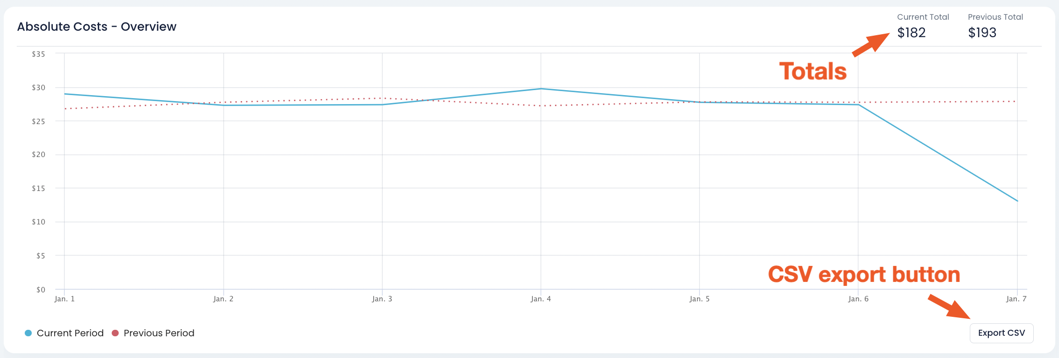 Absolute Costs - Overview
Current Total
Previous Total
$182
$193
Totals
$35
$30
$25
$20
$15
$10
$5
$0
CSV export button
Jan. 1
Jan. 2
Jan. 3
Jan. 4
Jan. 5
Jan. 6
Jan. 7
Current Period
Previous Period
Export CSV